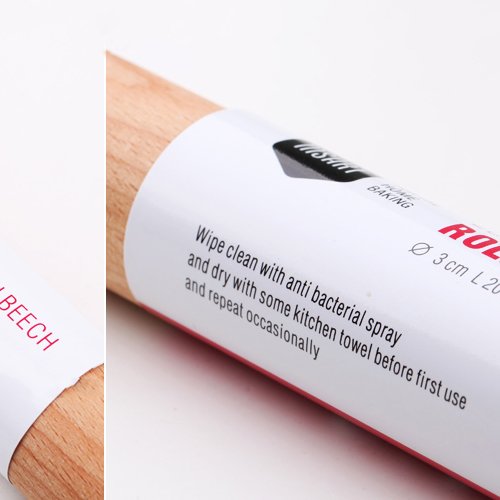 BEECH
HOME
BAKING
ROL
Ø 3cm L 20
Wipe clean with anti bacterial spray
and dry with some kitchen towel before first use
and repeat occasionally